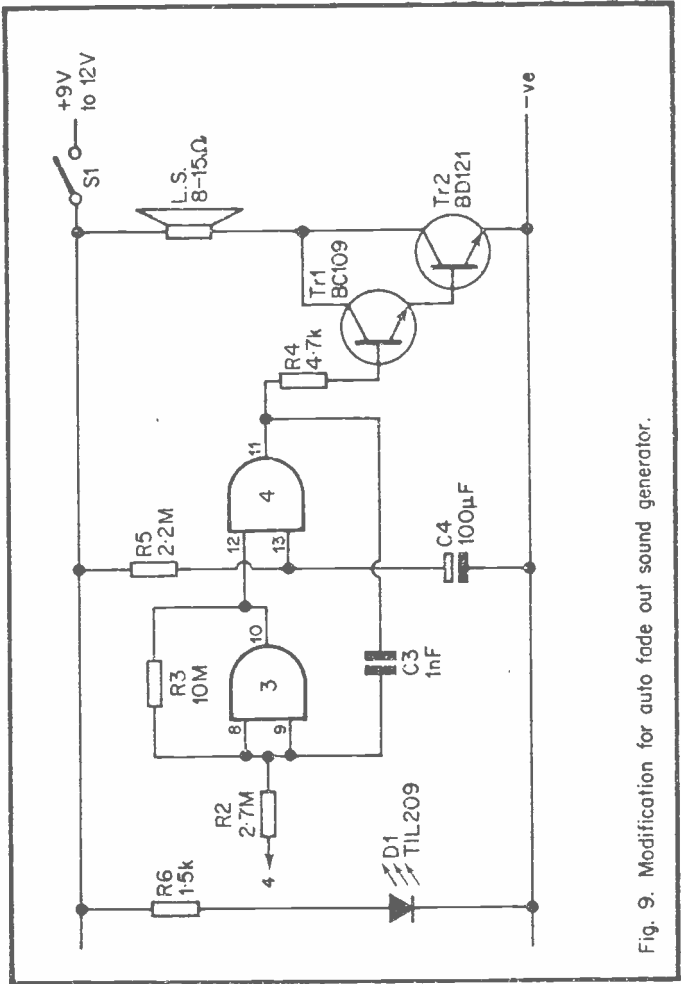 +9V
to 12V
S1
L.S.
8-15Ω
Tr1
BC109
Tr2
BD121
R4
4·7k
R5
2·2M
12
13
11
4
R3
10M
8
9
10
3
R2
2·7M
4
C3
1nF
C4
100µF
R6
1·5k
D1
TIL209
-ve
Fig. 9. Modification for auto fade out sound generator.